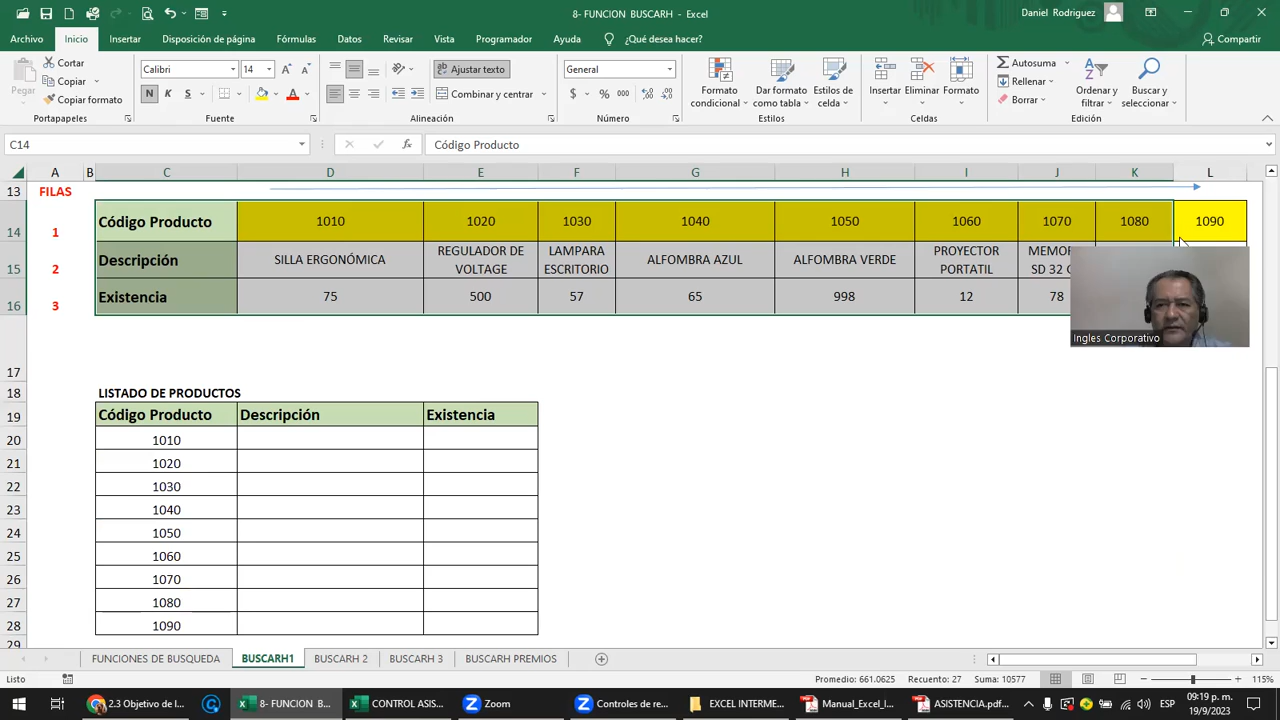 8- FUNCION BUSCARH - Excel
Daniel Rodriguez
Archivo Inicio Insertar Disposición de página Fórmulas Datos Revisar Vista Programador Ayuda ¿Qué desea hacer? Compartir
Pegar
Cortar
Copiar
Copiar formato
Portapapeles
Calibri 14
N K S
Fuente
Ajustar texto
Combinar y centrar
Alineación
General
$ % 000
Número
Formato condicional
Dar formato como tabla
Estilos de celda
Estilos
Insertar Eliminar Formato
Celdas
Autosuma
Rellenar
Borrar
Ordenar y filtrar
Buscar y seleccionar
Edición
C14 fx Código Producto
A B C D E F G H I J K L
13 FILAS
14 1 Código Producto 1010 1020 1030 1040 1050 1060 1070 1080 1090
15 2 Descripción SILLA ERGONÓMICA REGULADOR DE VOLTAGE LAMPARA ESCRITORIO ALFOMBRA AZUL ALFOMBRA VERDE PROYECTOR PORTATIL
16 3 Existencia 75 500 57 65 998 12 78
Ingles Corporativo
17
18 LISTADO DE PRODUCTOS
19 Código Producto Descripción Existencia
20 1010
21 1020
22 1030
23 1040
24 1050
25 1060
26 1070
27 1080
28 1090
29
FUNCIONES DE BUSQUEDA BUSCARH1 BUSCARH 2 BUSCARH 3 BUSCARH PREMIOS
Listo Promedio: 661.0625 Recuento: 27 Suma: 10577 115%
2.3 Objetivo de l... 8- FUNCION B... CONTROL ASIS... Zoom Controles de re... EXCEL INTERME... Manual_Excel_I... ASISTENCIA.pdf... ESP 09:19 p. m.
19/9/2023